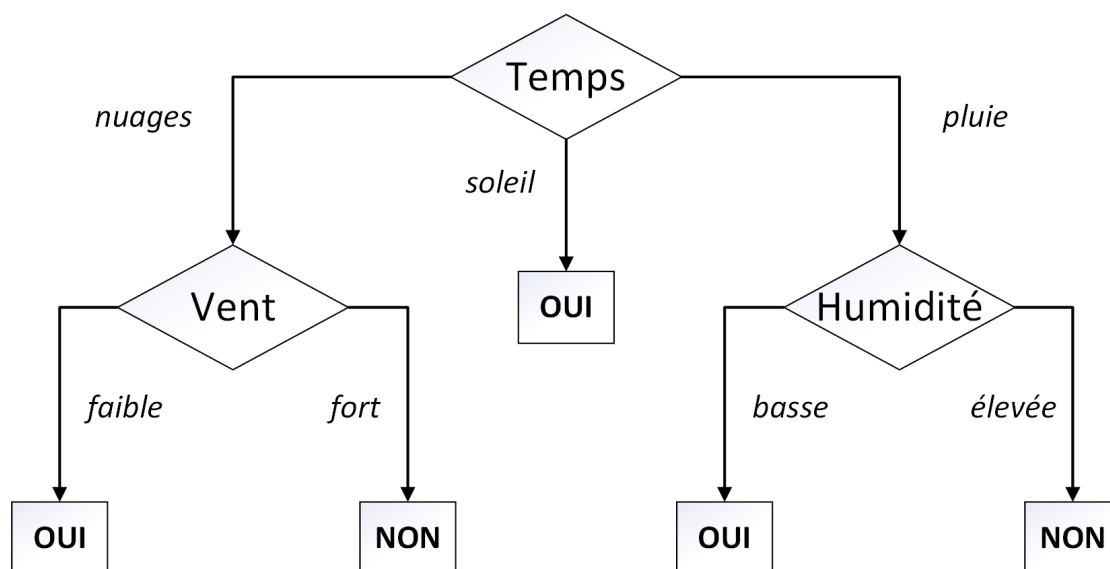 Temps
nuages
pluie
soleil
Vent
OUI
Humidité
faible
fort
basse
élevée
OUI
NON
OUI
NON